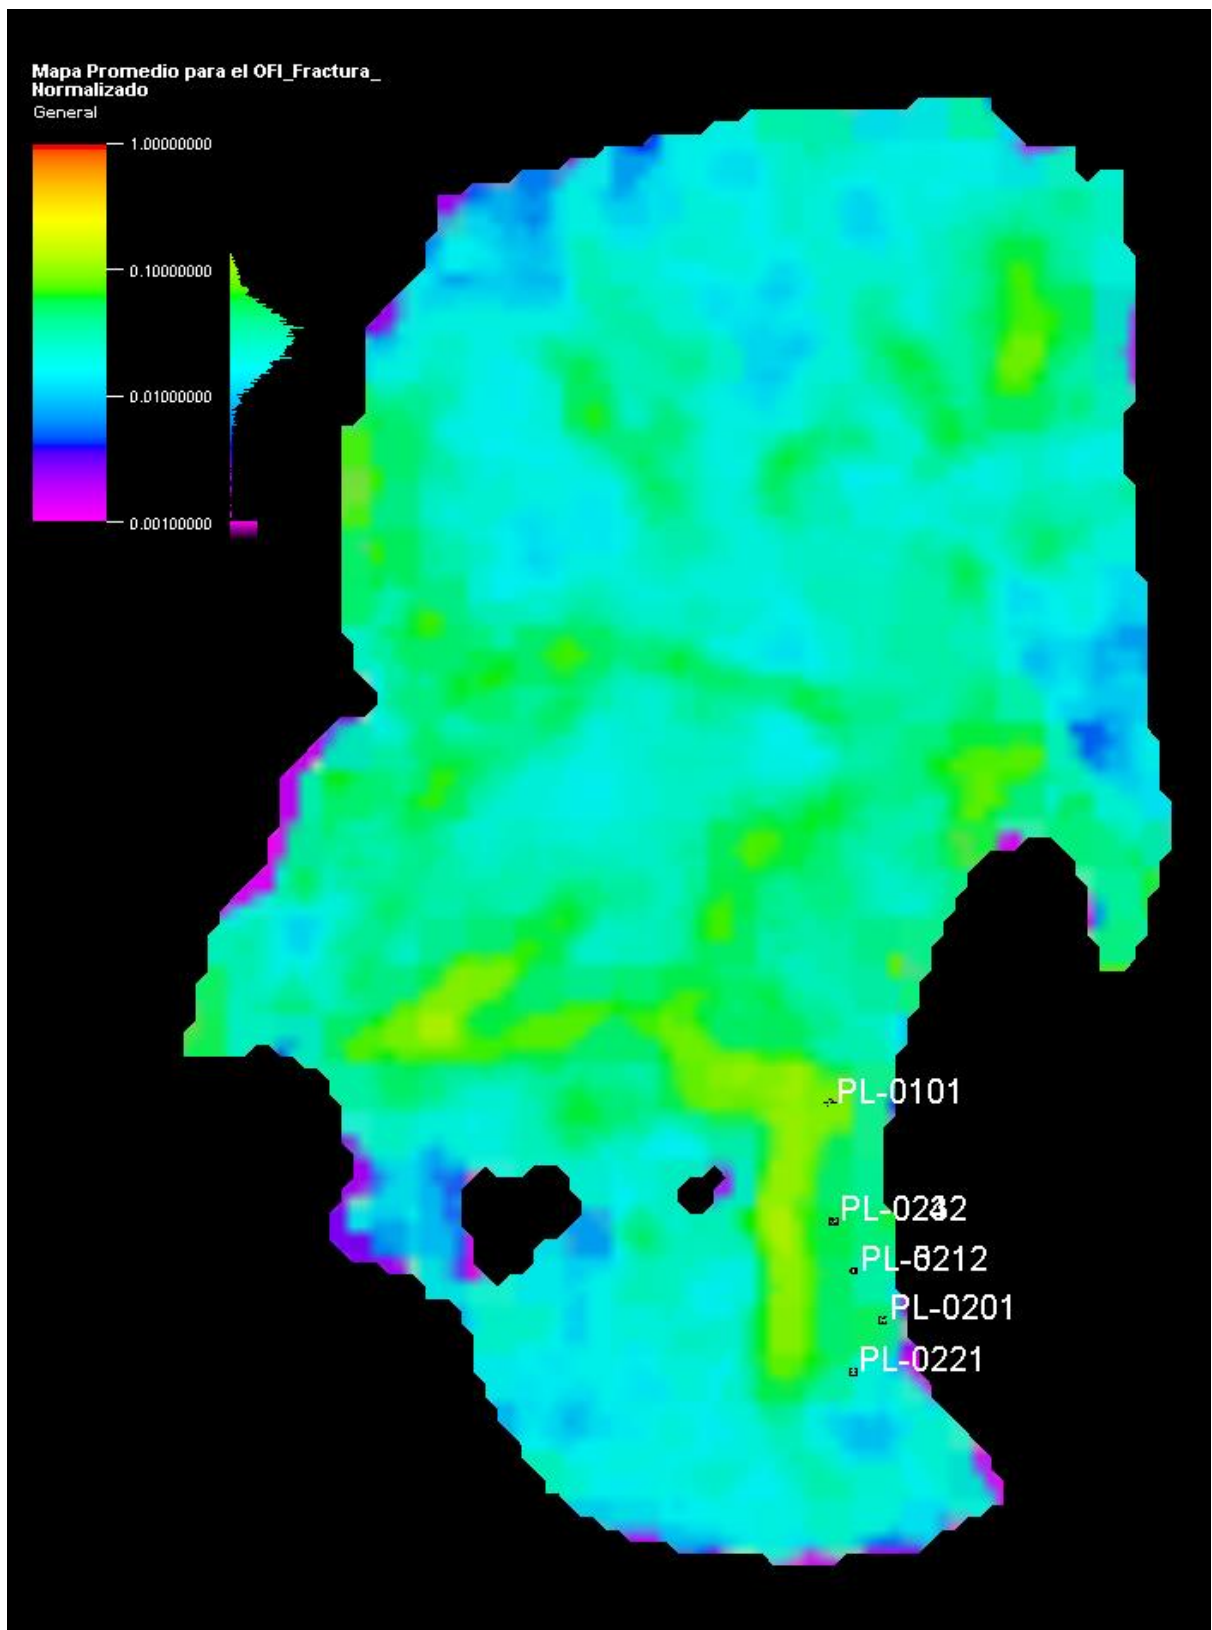 Mapa Promedio para el OFI_Fractura_
Normalizado
General
1.00000000
0.10000000
0.01000000
0.00100000
PL-0101
PL-0201
PL-0221